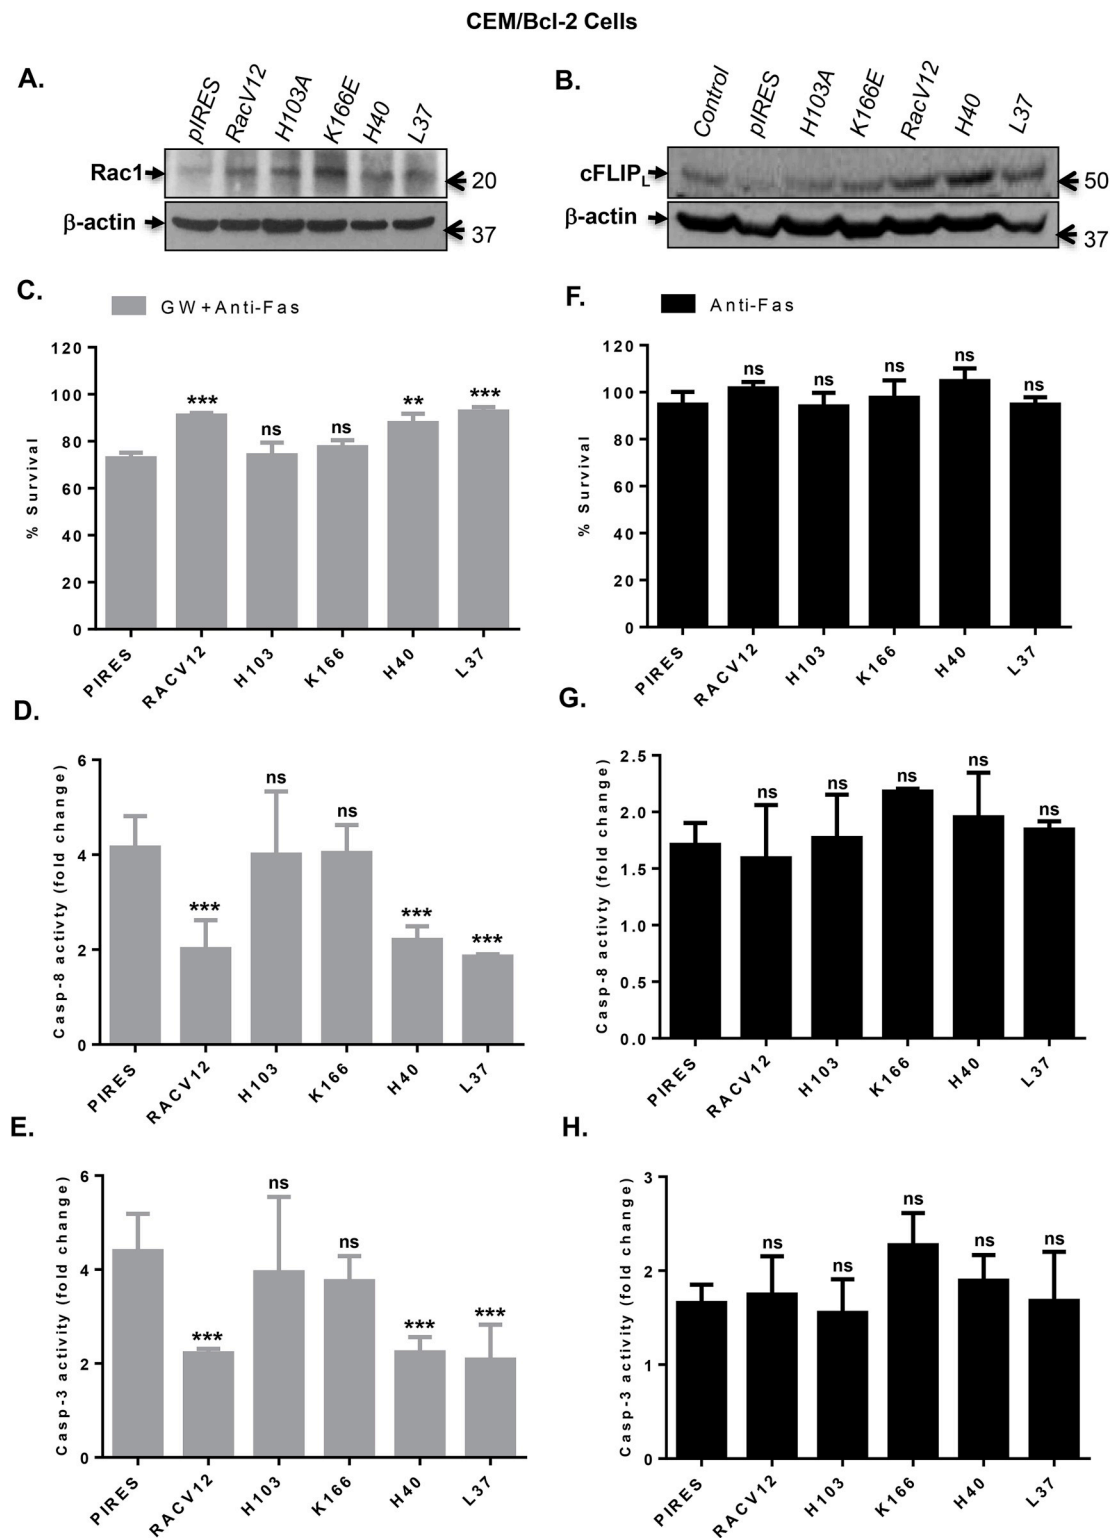 CEM/Bcl-2 Cells
A.
pIRES
RacV12
H103A
K166E
H40
L37
Rac1
20
β-actin
37
B.
Control
pIRES
H103A
K166E
RacV12
H40
L37
cFLIPL
50
β-actin
37
C.
GW+Anti-Fas
% Survival
120
100
80
60
40
20
0
***
ns
ns
**
***
PIRES
RACV12
H103
K166
H40
L37
F.
Anti-Fas
% Survival
120
100
80
60
40
20
0
ns
ns
ns
ns
ns
PIRES
RACV12
H103
K166
H40
L37
D.
Casp-8 activty (fold change)
6
4
2
0
***
ns
ns
***
***
PIRES
RACV12
H103
K166
H40
L37
G.
Casp-8 activty (fold change)
2.5
2.0
1.5
1.0
0.5
0.0
ns
ns
ns
ns
ns
PIRES
RACV12
H103
K166
H40
L37
E.
Casp-3 activity (fold change)
6
4
2
0
***
ns
ns
***
***
PIRES
RACV12
H103
K166
H40
L37
H.
Casp-3 activity (fold change)
3
2
1
0
ns
ns
ns
ns
ns
PIRES
RACV12
H103
K166
H40
L37